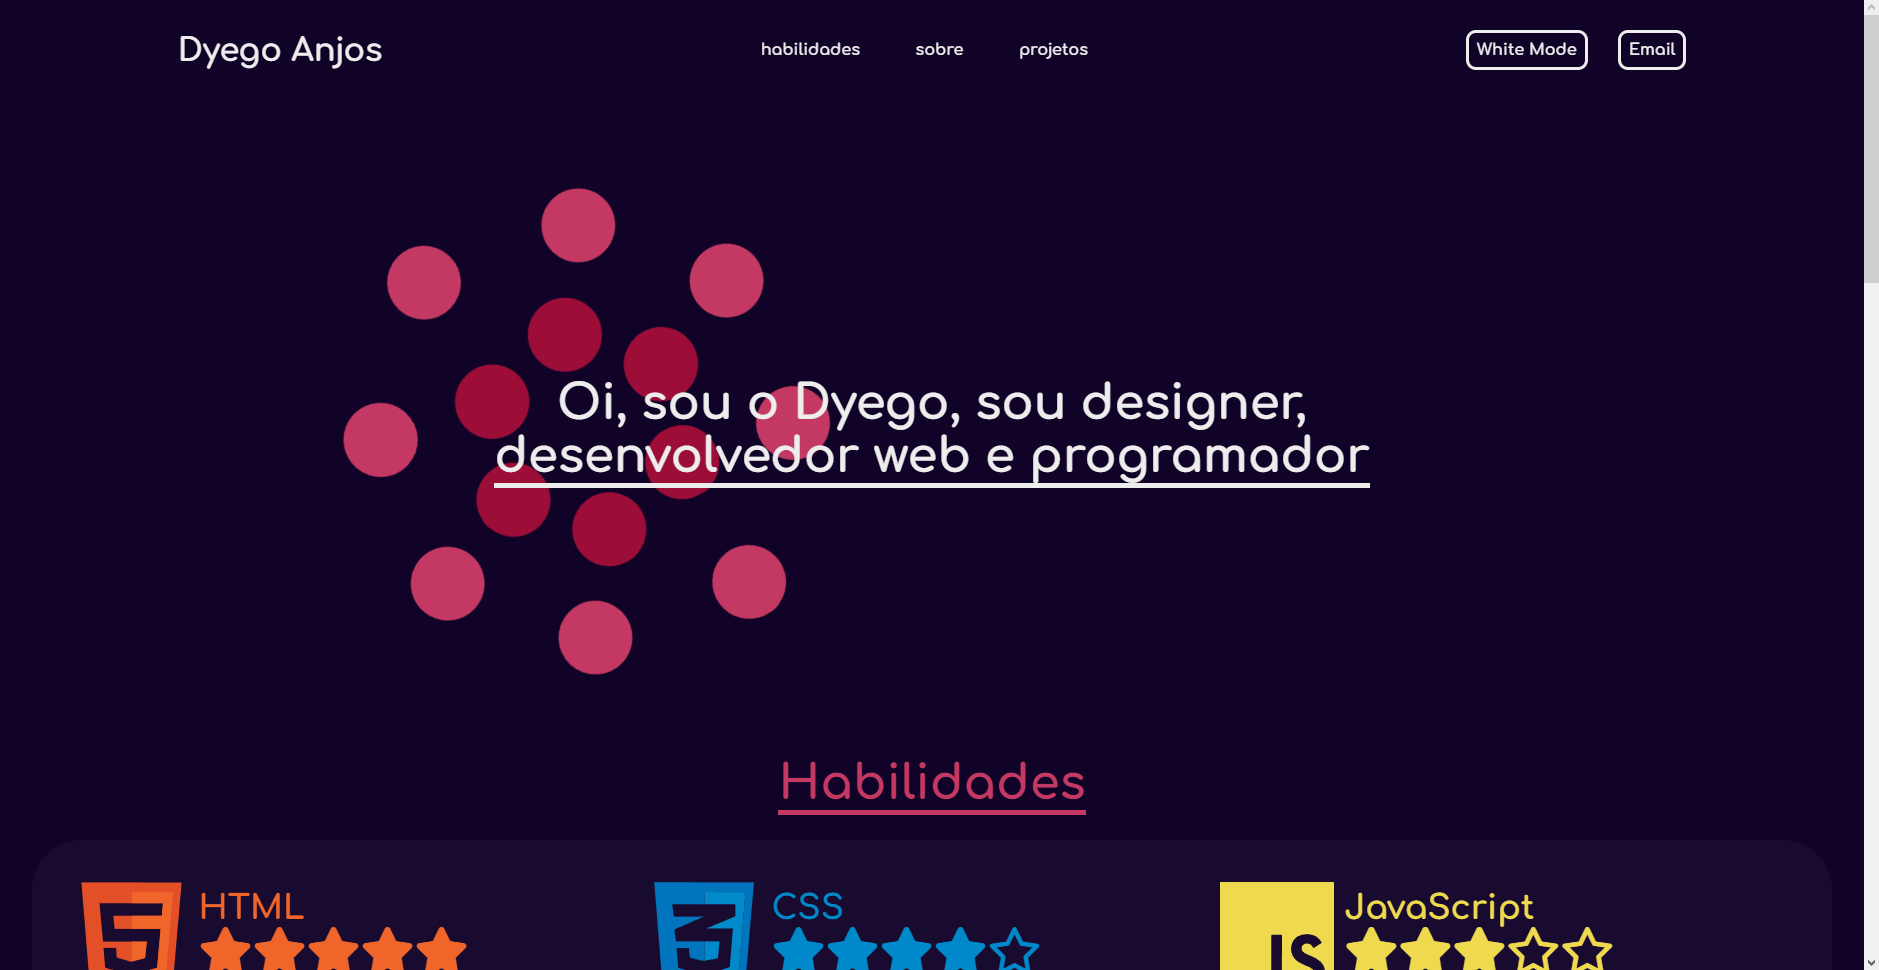 Dyego Anjos
habilidades sobre projetos
White Mode Email
Oi, sou o Dyego, sou designer,
desenvolvedor web e programador
Habilidades
HTML
CSS
JavaScript
JS